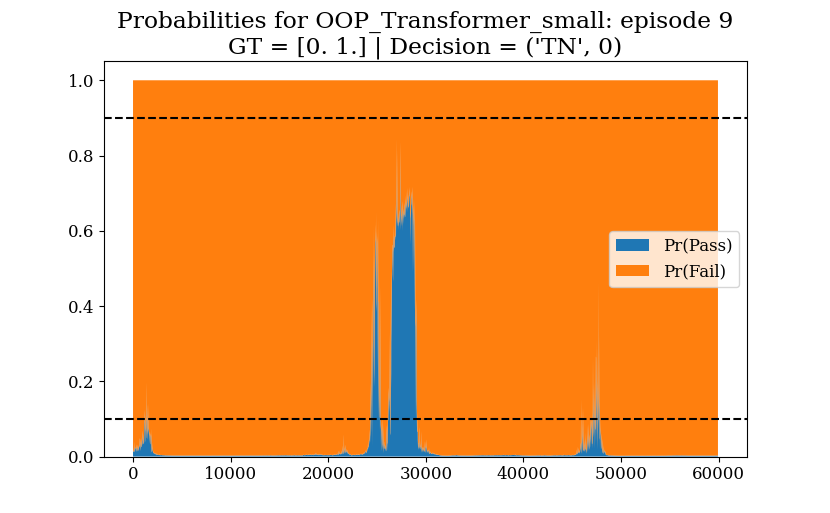 Probabilities for OOP_Transformer_small: episode 9
GT = [0. 1.] | Decision = ('TN', 0)
1.0
0.8
0.6
0.4
0.2
0.0
Pr(Pass)
Pr(Fail)
0 10000 20000 30000 40000 50000 60000